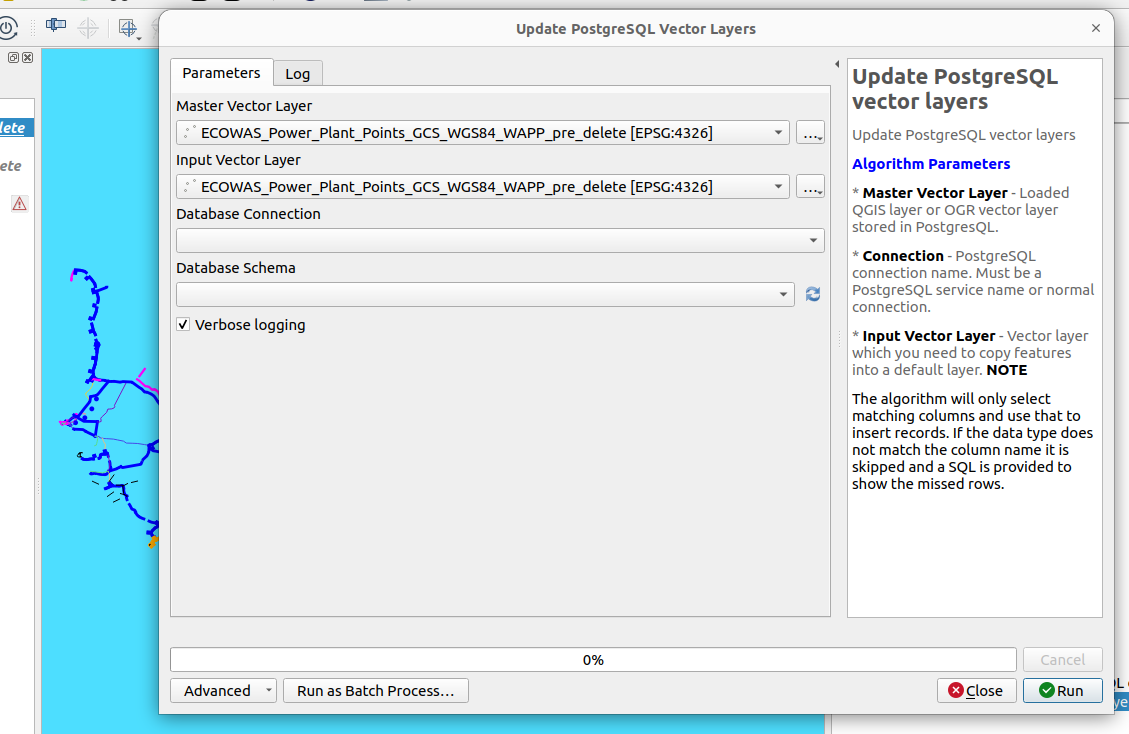 Update PostgreSQL Vector Layers
Parameters
Log
Master Vector Layer
ECOWAS_Power_Plant_Points_GCS_WGS84_WAPP_pre_delete [EPSG:4326]
...
Input Vector Layer
ECOWAS_Power_Plant_Points_GCS_WGS84_WAPP_pre_delete [EPSG:4326]
...
Database Connection
Database Schema
Verbose logging
Update PostgreSQL
vector layers
Update PostgreSQL vector layers
Algorithm Parameters
* Master Vector Layer - Loaded
QGIS layer or OGR vector layer
stored in PostgresQL.
* Connection - PostgreSQL
connection name. Must be a
PostgreSQL service name or normal
connection.
* Input Vector Layer - Vector layer
which you need to copy features
into a default layer. NOTE
The algorithm will only select
matching columns and use that to
insert records. If the data type does
not match the column name it is
skipped and a SQL is provided to
show the missed rows.
0%
Cancel
Advanced
Run as Batch Process…
Close
Run
lete
ete